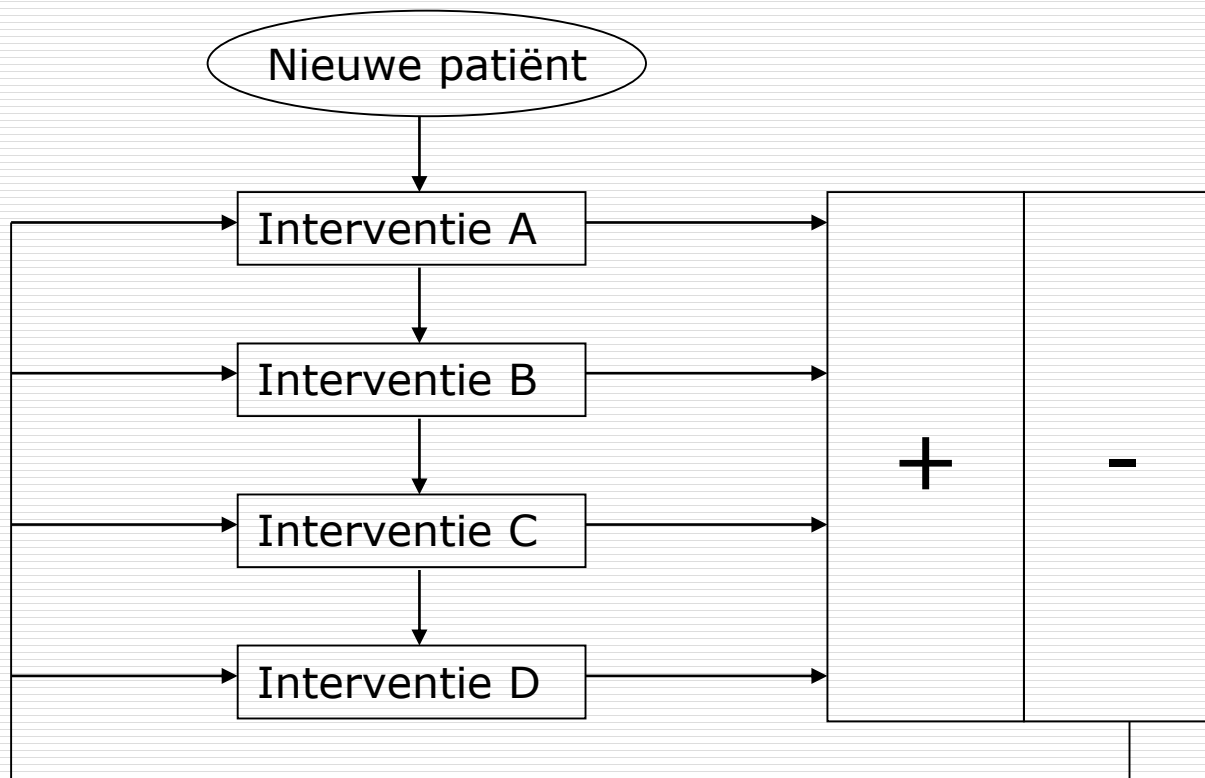 Nieuwe patiënt
Interventie A
Interventie B
Interventie C
Interventie D
+ -